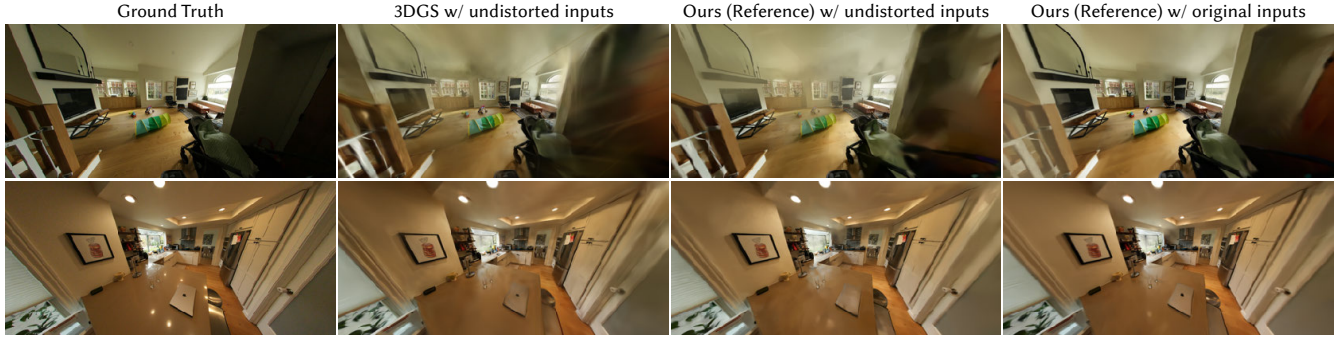 Ground Truth
3DGS w/ undistorted inputs
Ours (Reference) w/ undistorted inputs
Ours (Reference) w/ original inputs